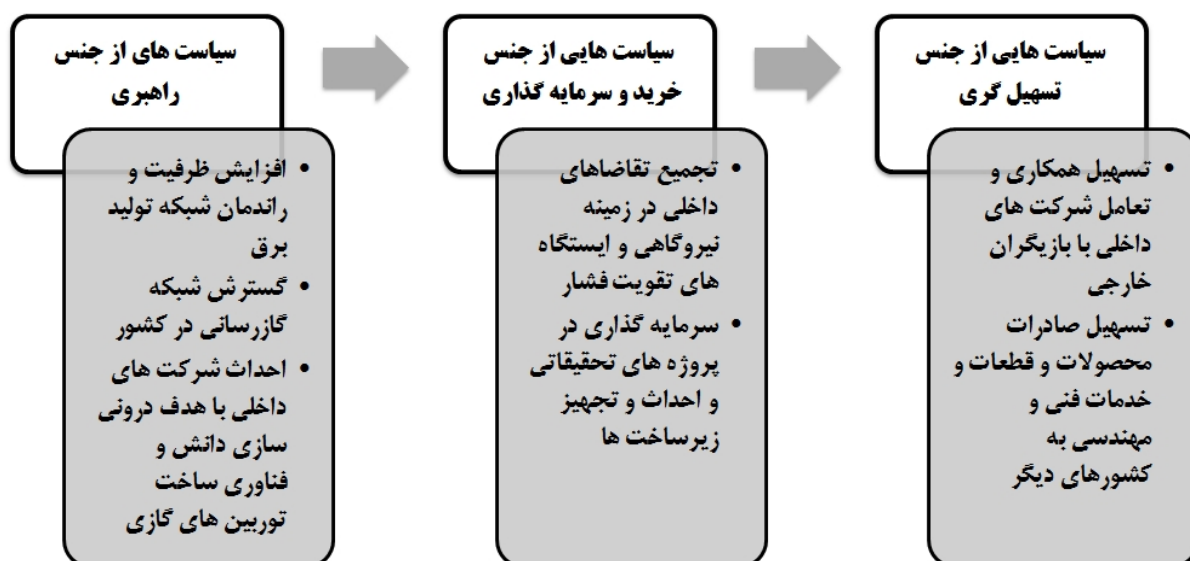 سیاست های از جنس
راهبری
• افزایش ظرفیت و
راندمان شبکه تولید
برق
• گسترش شبکه
گازرسانی در کشور
• احداث شرکت های
داخلی با هدف درونی
سازی دانش و
فناوری ساخت
توربین های گازی
سیاست هایی از جنس
خرید و سرمایه گذاری
• تجمیع تقاضاهای
داخلی در زمینه
نیروگاهی و ایستگاه
های تقویت فشار
• سرمایه گذاری در
پروژه های تحقیقاتی
و احداث و تجهیز
زیرساخت ها
سیاست هایی از جنس
تسهیل گری
• تسهیل همکاری و
تعامل شرکت های
داخلی با بازیگران
خارجی
• تسهیل صادرات
محصولات و قطعات و
خدمات فنی و
مهندسی به
کشورهای دیگر